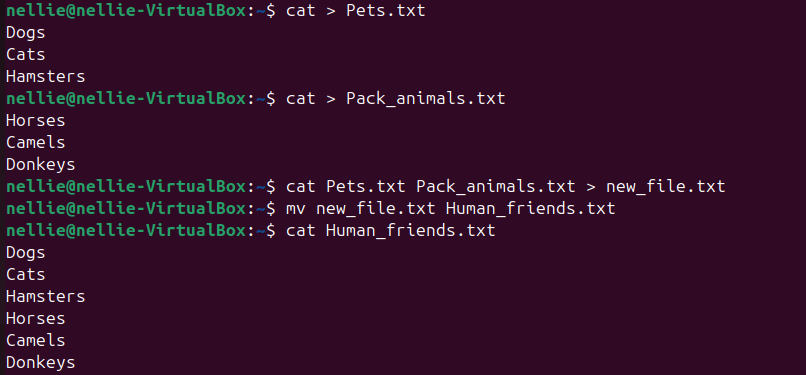 nellie@nellie-VirtualBox:~$ cat > Pets.txt
Dogs
Cats
Hamsters
nellie@nellie-VirtualBox:~$ cat > Pack_animals.txt
Horses
Camels
Donkeys
nellie@nellie-VirtualBox:~$ cat Pets.txt Pack_animals.txt > new_file.txt
nellie@nellie-VirtualBox:~$ mv new_file.txt Human_friends.txt
nellie@nellie-VirtualBox:~$ cat Human_friends.txt
Dogs
Cats
Hamsters
Horses
Camels
Donkeys